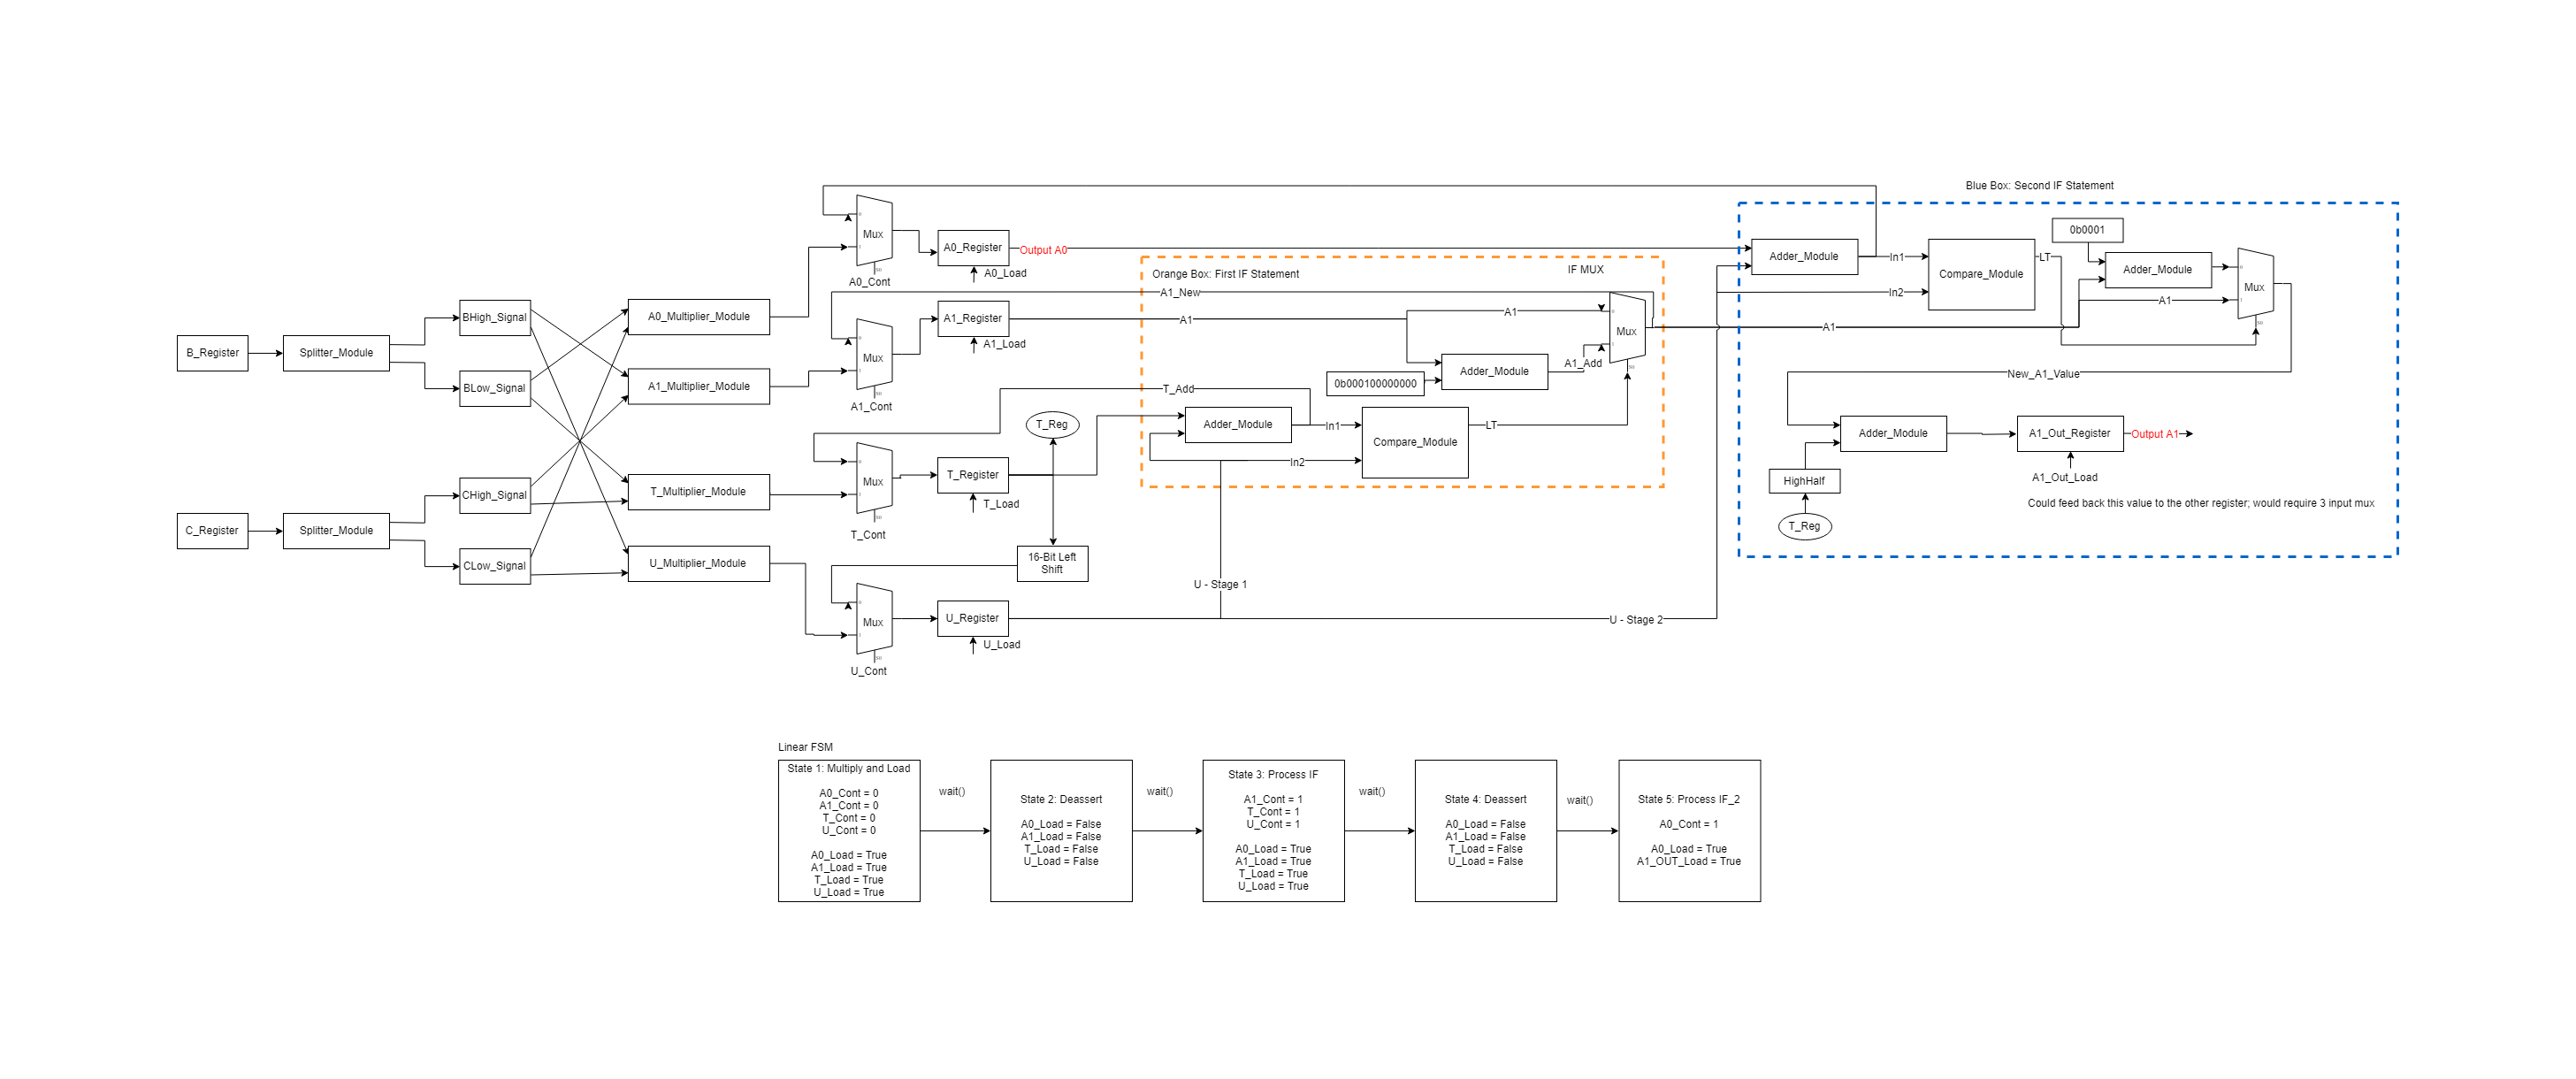 Blue Box: Second IF Statement
0b0001
Mux
A0_Register
Output A0
A0_Load
A0_Cont
Adder_Module
In1
Compare_Module
LT
In2
Adder_Module
Mux
A1
Orange Box: First IF Statement
IF MUX
A1_New
BHigh_Signal
A0_Multiplier_Module
A1_Register
A1
A1_Load
A1
Mux
A1
B_Register
Splitter_Module
BLow_Signal
A1_Multiplier_Module
Mux
A1_Cont
A1_Add
Adder_Module
0b000100000000
T_Add
New_A1_Value
T_Reg
Adder_Module
In1
Compare_Module
LT
In2
Adder_Module
A1_Out_Register
Output A1
A1_Out_Load
HighHalf
T_Reg
Could feed back this value to the other register; would require 3 input mux
C_Register
Splitter_Module
CHigh_Signal
CLow_Signal
T_Multiplier_Module
U_Multiplier_Module
Mux
T_Cont
T_Register
T_Load
16-Bit Left
Shift
U - Stage 1
Mux
U_Cont
U_Register
U_Load
U - Stage 2
Linear FSM
State 1: Multiply and Load
A0_Cont = 0
A1_Cont = 0
T_Cont = 0
U_Cont = 0
A0_Load = True
A1_Load = True
T_Load = True
U_Load = True
wait()
State 2: Deassert
A0_Load = False
A1_Load = False
T_Load = False
U_Load = False
wait()
State 3: Process IF
A1_Cont = 1
T_Cont = 1
U_Cont = 1
A0_Load = True
A1_Load = True
T_Load = True
U_Load = True
wait()
State 4: Deassert
A0_Load = False
A1_Load = False
T_Load = False
U_Load = False
wait()
State 5: Process IF_2
A0_Cont = 1
A0_Load = True
A1_OUT_Load = True